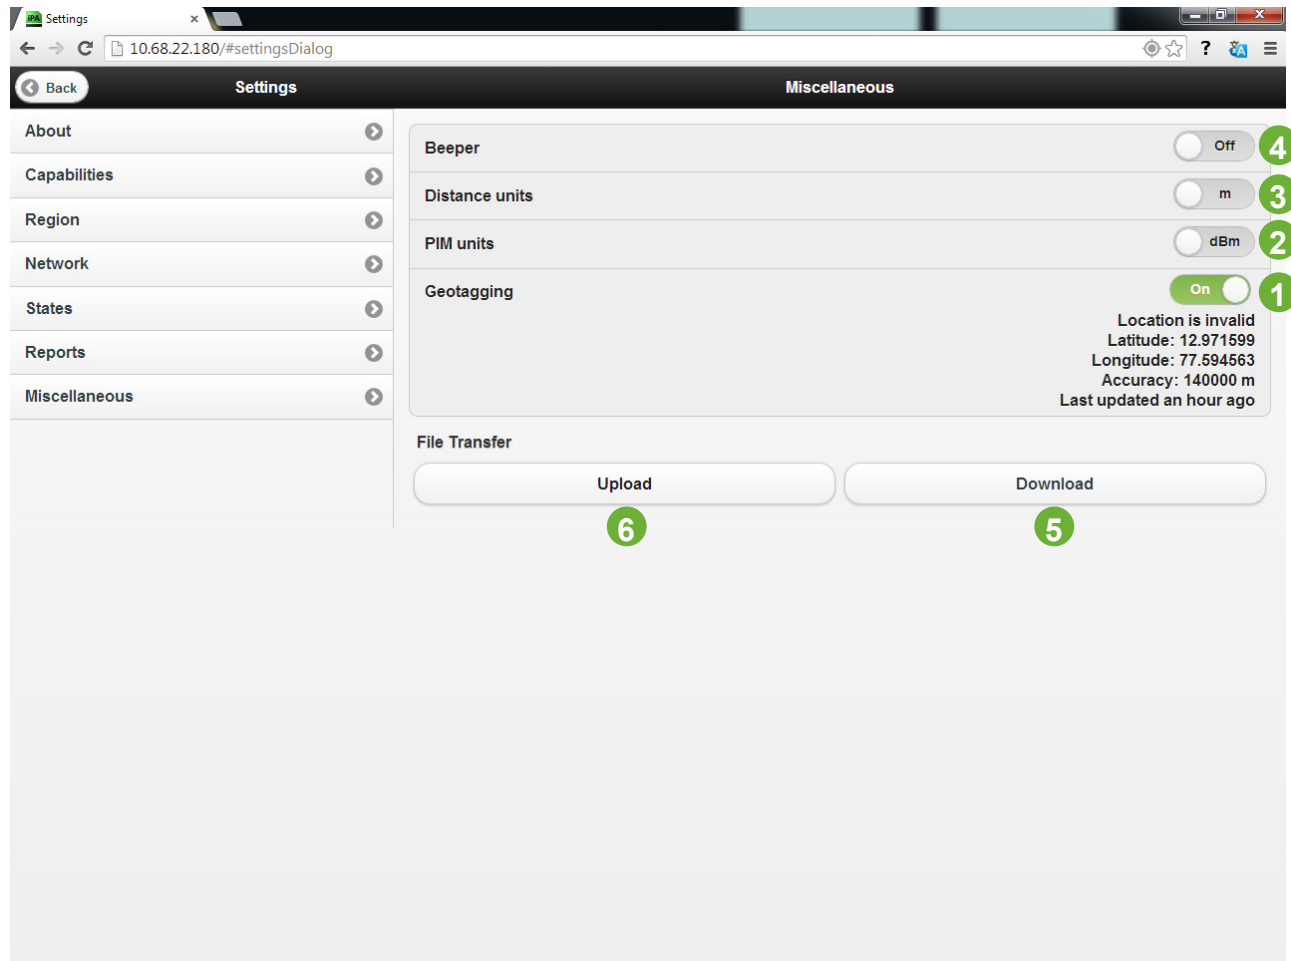 iPA Settings ×
10.68.22.180/#settingsDialog
Back
Settings
Miscellaneous
About
Capabilities
Region
Network
States
Reports
Miscellaneous
Beeper
Off
4
Distance units
m
3
PIM units
dBm
2
Geotagging
On
1
Location is invalid
Latitude: 12.971599
Longitude: 77.594563
Accuracy: 140000 m
Last updated an hour ago
File Transfer
Upload
Download
6
5